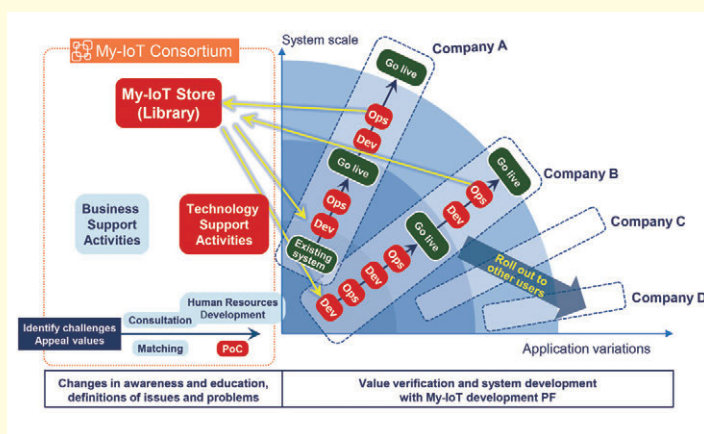 My-IoT Consortium
My-IoT Store
(Library)
Business
Support
Activities
Technology
Support
Activities
Human Resources
Development
Consultation
Identify challenges
Appeal values
Matching
PoC
System scale
Company A
Go live
Ops
Dev
Go live
Ops
Dev
Existing
system
Company B
Go live
Ops
Dev
Go live
Ops
Dev
Ops
Dev
Company C
Roll out to
other users
Company D
Application variations
Changes in awareness and education,
definitions of issues and problems
Value verification and system development
with My-IoT development PF